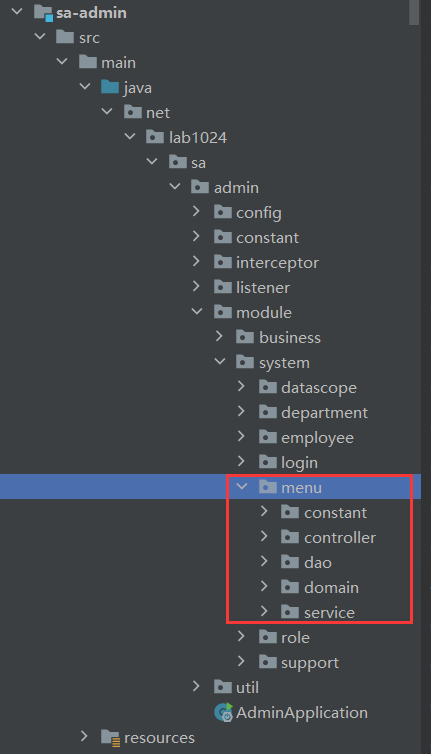 sa-admin
src
main
java
net
lab1024
sa
admin
config
constant
interceptor
listener
module
business
system
datascope
department
employee
login
menu
constant
controller
dao
domain
service
role
support
util
AdminApplication
resources